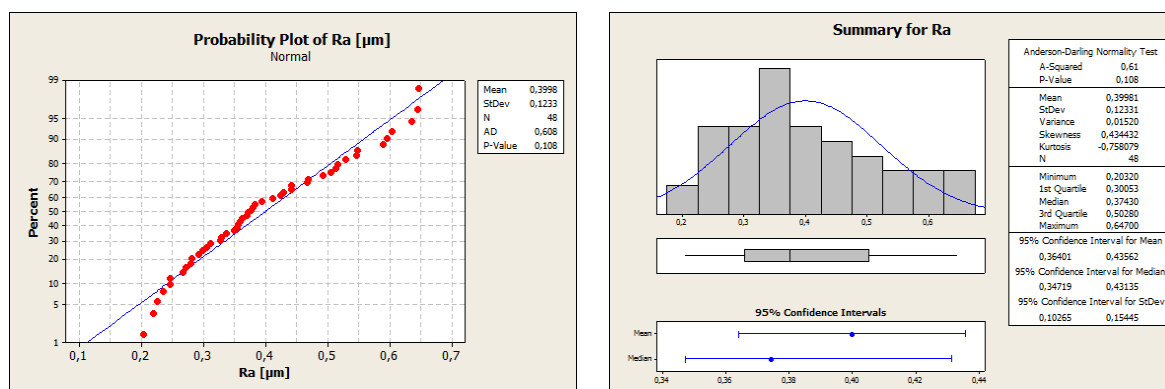 Probability Plot of Ra [µm]
Normal
99
95
90
80
70
60
50
40
30
20
10
5
1
Percent
0,1 0,2 0,3 0,4 0,5 0,6 0,7
Ra [µm]
Mean 0,3998
StDev 0,1233
N 48
AD 0,608
P-Value 0,108
Summary for Ra
0,2 0,3 0,4 0,5 0,6
95% Confidence Intervals
Mean
Median
0,34 0,36 0,38 0,40 0,42 0,44
Anderson-Darling Normality Test
A-Squared 0,61
P-Value 0,108
Mean 0,39981
StDev 0,12331
Variance 0,01520
Skewness 0,434432
Kurtosis -0,758079
N 48
Minimum 0,20320
1st Quartile 0,30053
Median 0,37430
3rd Quartile 0,50280
Maximum 0,64700
95% Confidence Interval for Mean
0,36401 0,43562
95% Confidence Interval for Median
0,34719 0,43135
95% Confidence Interval for StDev
0,10265 0,15445